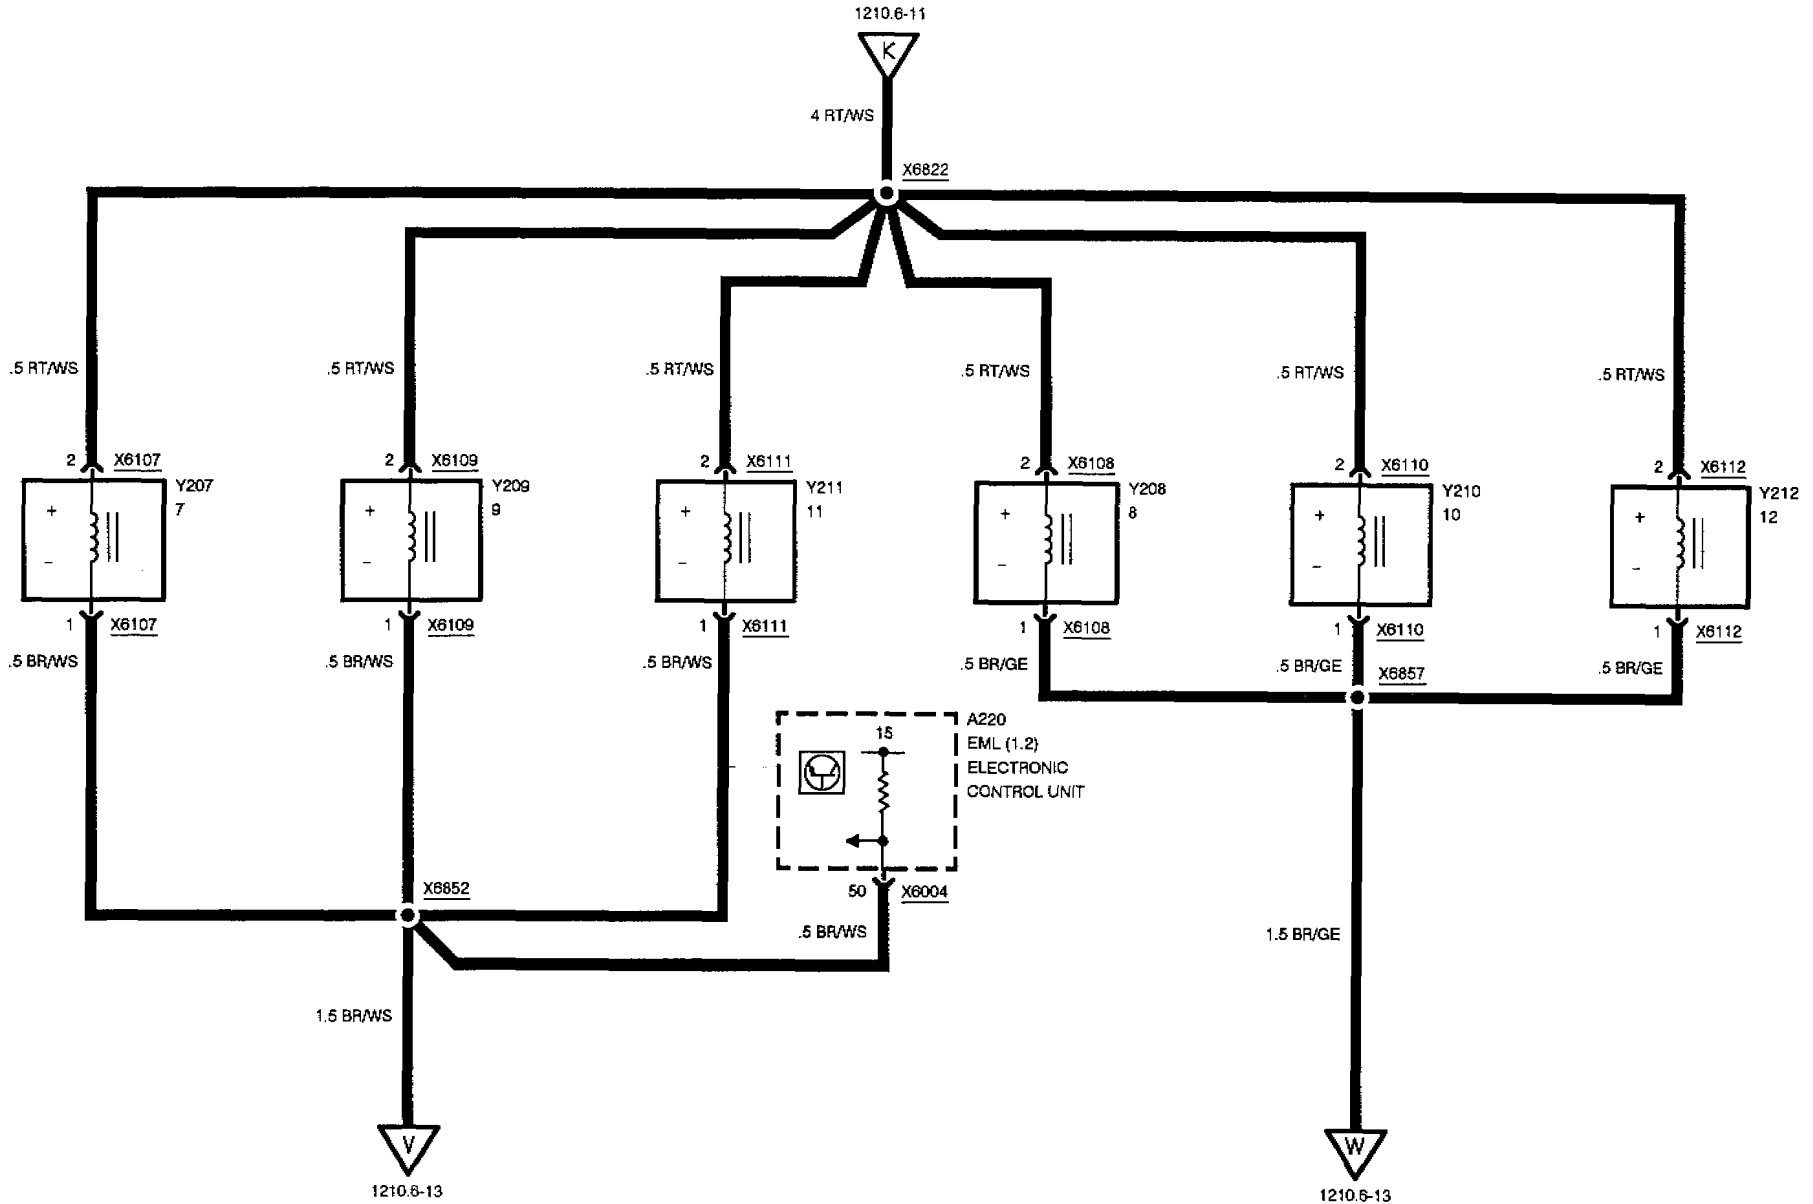 1210.6-11
K
4 RT/WS
X6822
.5 RT/WS
.5 RT/WS
.5 RT/WS
.5 RT/WS
.5 RT/WS
.5 RT/WS
2 X6107
2 X6109
2 X6111
2 X6108
2 X6110
2 X6112
Y207
7
+
-
Y209
9
+
-
Y211
11
+
-
Y208
8
+
-
Y210
10
+
-
Y212
12
+
-
1 X6107
1 X6109
1 X6111
1 X6108
1 X6110
1 X6112
.5 BR/WS
.5 BR/WS
.5 BR/WS
.5 BR/GE
.5 BR/GE
.5 BR/GE
X6857
A220
EML (1.2)
ELECTRONIC
CONTROL UNIT
15
X6852
50 X6004
.5 BR/WS
1.5 BR/GE
1.5 BR/WS
V
W
1210.6-13
1210.6-13